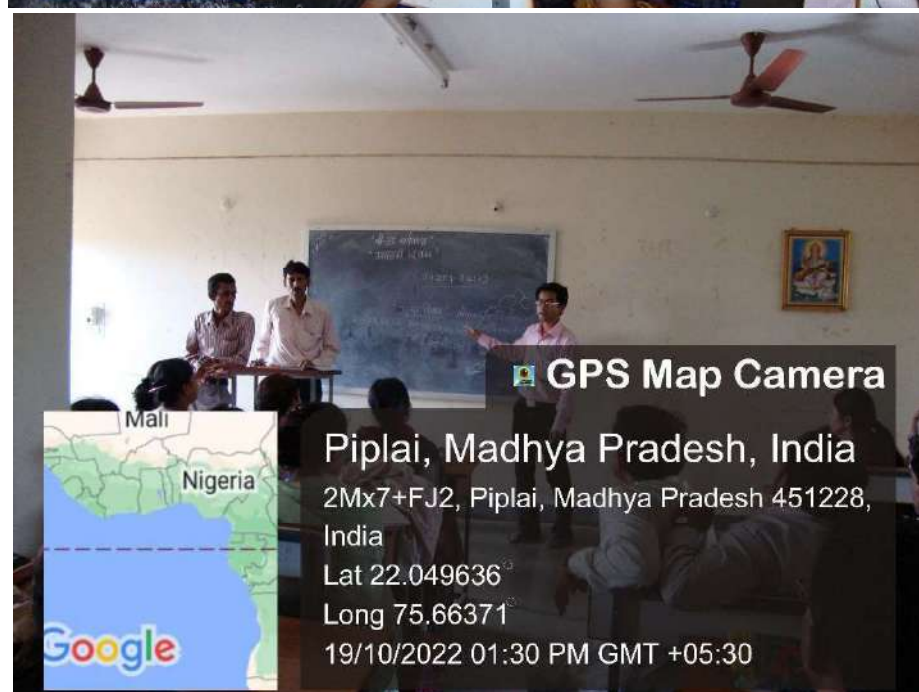 GPS Map Camera
Mali
Nigeria
Google
Piplai, Madhya Pradesh, India
2Mx7+FJ2, Piplai, Madhya Pradesh 451228,
India
Lat 22.049636°
Long 75.66371°
19/10/2022 01:30 PM GMT +05:30